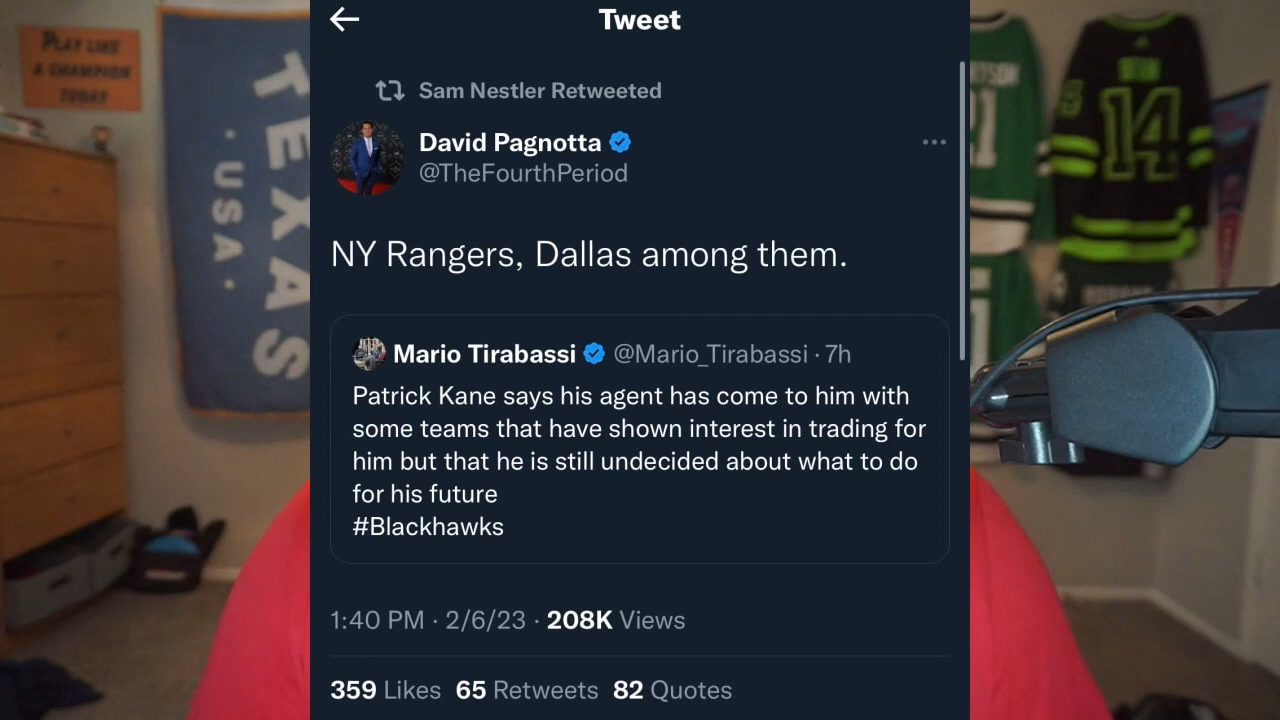 Tweet
Sam Nestler Retweeted
David Pagnotta
@TheFourthPeriod
NY Rangers, Dallas among them.
Mario Tirabassi @Mario_Tirabassi · 7h
Patrick Kane says his agent has come to him with
some teams that have shown interest in trading for
him but that he is still undecided about what to do
for his future
#Blackhawks
1:40 PM · 2/6/23 · 208K Views
359 Likes 65 Retweets 82 Quotes
PLAY LIKE
A CHAMPION
TODAY
TEXAS
· USA ·
14